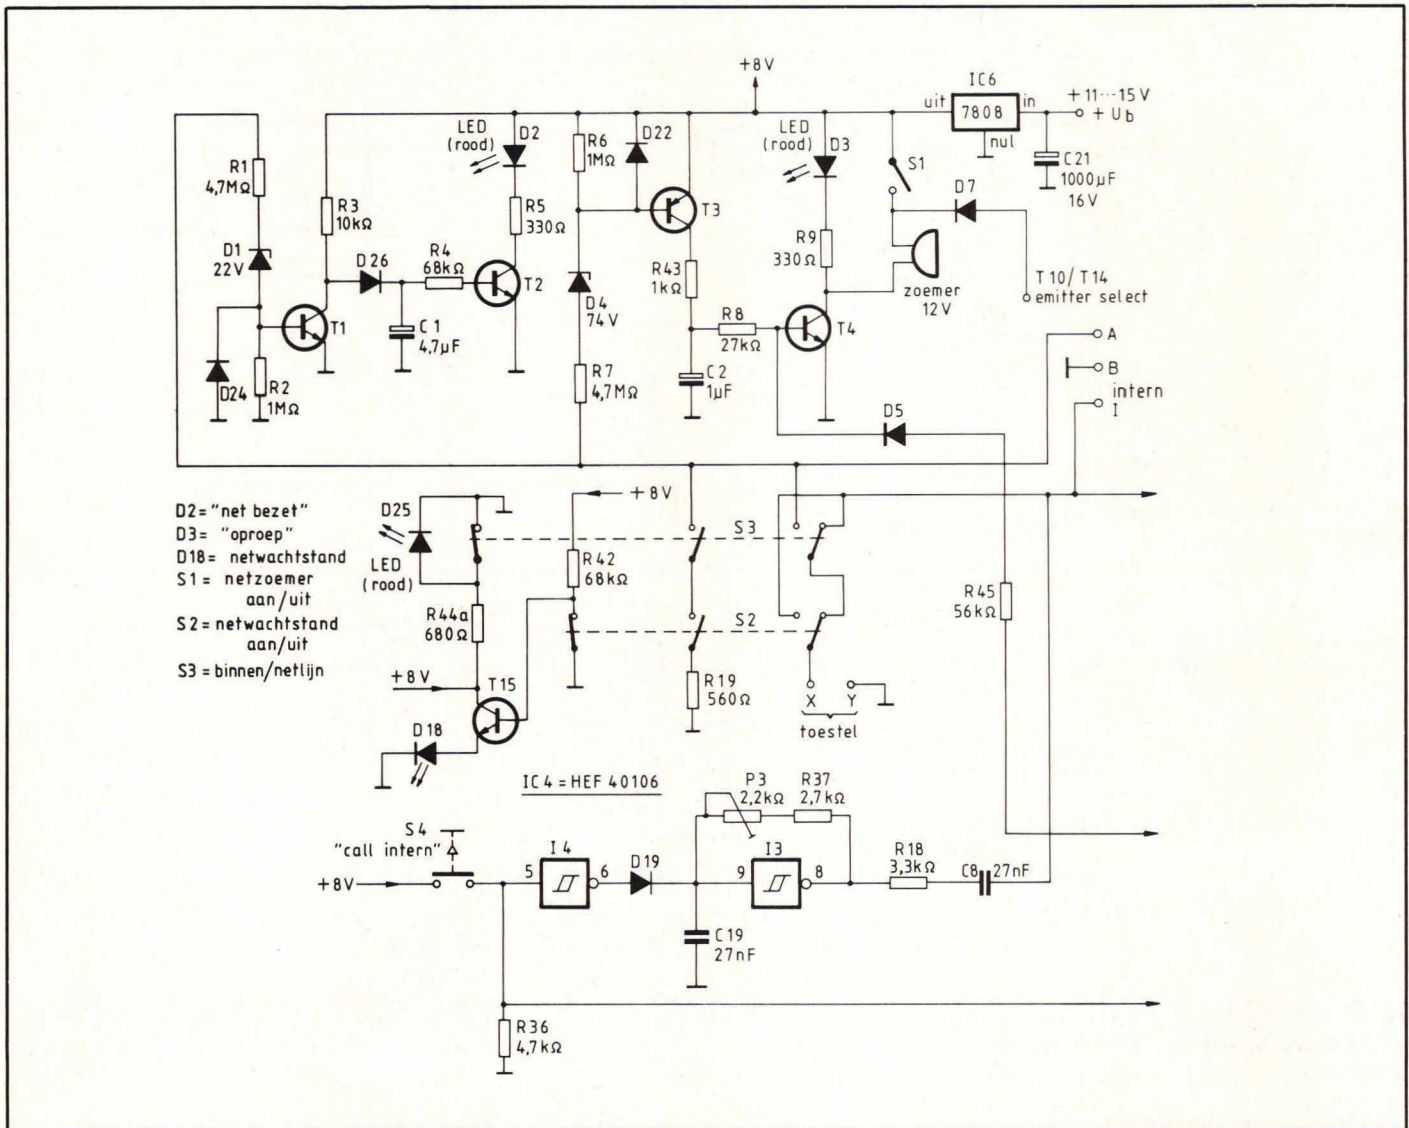 +8V
IC6
uit
7808
in
nul
+11...15V
+Ub
C21
1000µF
16V
R1
4,7MΩ
D1
22V
D24
R2
1MΩ
R3
10kΩ
T1
D26
C1
4,7µF
R4
68kΩ
LED
(rood)
D2
R5
330Ω
T2
R6
1MΩ
D22
D4
74V
R7
4,7MΩ
T3
R43
1kΩ
C2
1µF
R8
27kΩ
LED
(rood)
D3
R9
330Ω
T4
S1
D7
zoemer
12V
T10/T14
emitter select
A
B
intern
I
D5
D2="net bezet"
D3= "oproep"
D18= netwachtstand
S1= netzoemer
aan/uit
S2=netwachtstand
aan/uit
S3=binnen/netlijn
D25
LED
(rood)
R44a
680Ω
+8V
T15
D18
+8V
R42
68kΩ
S3
S2
R19
560Ω
X
Y
toestel
R45
56kΩ
IC4=HEF 40106
S4
"call intern"
+8V
I4
5
6
D19
P3
2,2kΩ
R37
2,7kΩ
I3
9
8
R18
3,3kΩ
C8
27nF
C19
27nF
R36
4,7kΩ